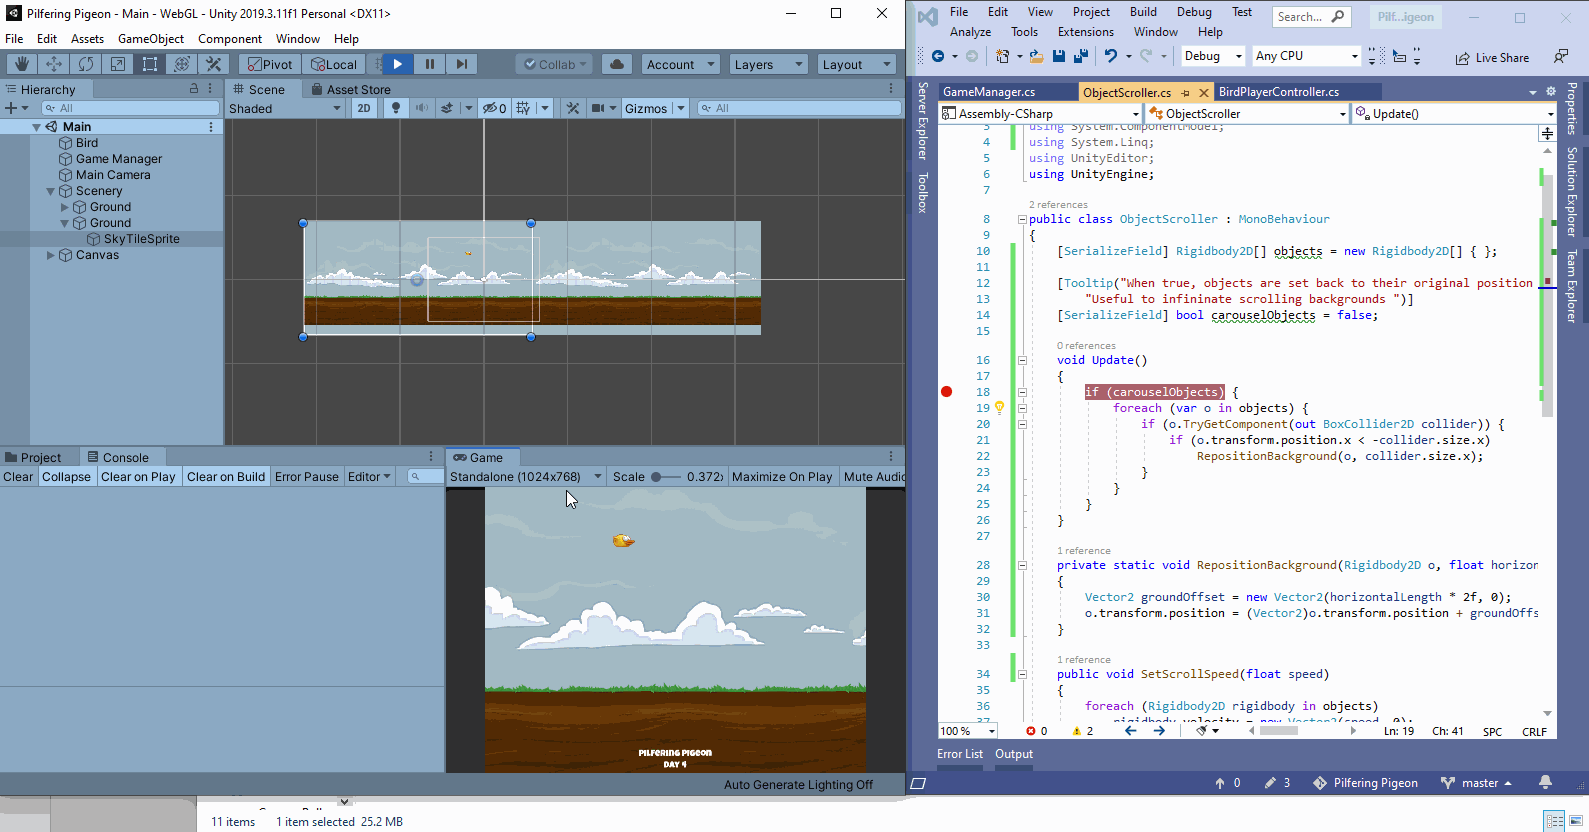 Pilfering Pigeon - Main - WebGL - Unity 2019.3.11f1 Personal <DX11>
File Edit Assets GameObject Component Window Help
Pivot Local Collab Account Layers Layout
Hierarchy
All
Main
Bird
Game Manager
Main Camera
Scenery
Ground
Ground
SkyTileSprite
Canvas
Scene Asset Store
Shaded 2D 0 Gizmos All
Project Console
Clear Collapse Clear on Play Clear on Build Error Pause Editor
Game
Standalone (1024x768) Scale 0.372x Maximize On Play Mute Audio
Pilfering Pigeon
Day 4
Auto Generate Lighting Off
11 items 1 item selected 25.2 MB
File Edit View Project Build Debug Test Search... Pilf...igeon
Analyze Tools Extensions Window Help
Debug Any CPU Live Share
Server Explorer
Toolbox
GameManager.cs ObjectScroller.cs BirdPlayerController.cs
Assembly-CSharp ObjectScroller Update()
3 using System.ComponentModel;
4 using System.Linq;
5 using UnityEditor;
6 using UnityEngine;
7
2 references
8 public class ObjectScroller : MonoBehaviour
9 {
10 [SerializeField] Rigidbody2D[] objects = new Rigidbody2D[] { };
11
12 [Tooltip("When true, objects are set back to their original position
13 "Useful to infininate scrolling backgrounds ")]
14 [SerializeField] bool carouselObjects = false;
15
0 references
16 void Update()
17 {
18 if (carouselObjects) {
19 foreach (var o in objects) {
20 if (o.TryGetComponent(out BoxCollider2D collider)) {
21 if (o.transform.position.x < -collider.size.x)
22 RepositionBackground(o, collider.size.x);
23 }
24 }
25 }
26 }
27
1 reference
28 private static void RepositionBackground(Rigidbody2D o, float horizon
29 {
30 Vector2 groundOffset = new Vector2(horizontalLength * 2f, 0);
31 o.transform.position = (Vector2)o.transform.position + groundOffs
32 }
33
1 reference
34 public void SetScrollSpeed(float speed)
35 {
36 foreach (Rigidbody2D rigidbody in objects)
37 rigidbody.velocity = new Vector2(speed, 0);
100 % 0 2 Ln: 19 Ch: 41 SPC CRLF
Error List Output
0 3 Pilfering Pigeon master
Properties
Solution Explorer
Team Explorer